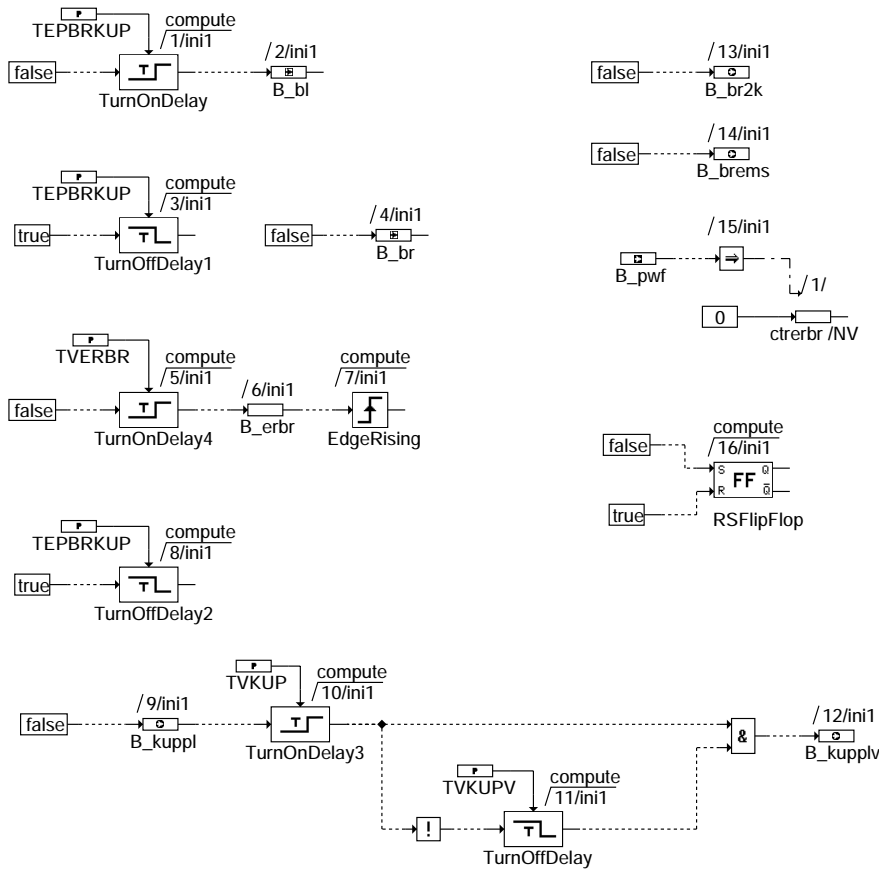 TEPBRKUP
compute
1/ini1
false
T
TurnOnDelay
/2/ini1
B_bl
/13/ini1
false
B_br2k
/14/ini1
false
B_brems
TEPBRKUP
compute
3/ini1
true
T
TurnOffDelay1
/4/ini1
false
B_br
/15/ini1
B_pwf
/1/
0
ctrerbr /NV
TVERBR
compute
5/ini1
false
T
TurnOnDelay4
/6/ini1
B_erbr
compute
7/ini1
EdgeRising
false
compute
16/ini1
S Q
FF
R Q̅
true
RSFlipFlop
TEPBRKUP
compute
8/ini1
true
T
TurnOffDelay2
TVKUP
compute
10/ini1
/9/ini1
false
B_kuppl
T
TurnOnDelay3
&
/12/ini1
B_kupplv
TVKUPV
compute
11/ini1
!
T
TurnOffDelay